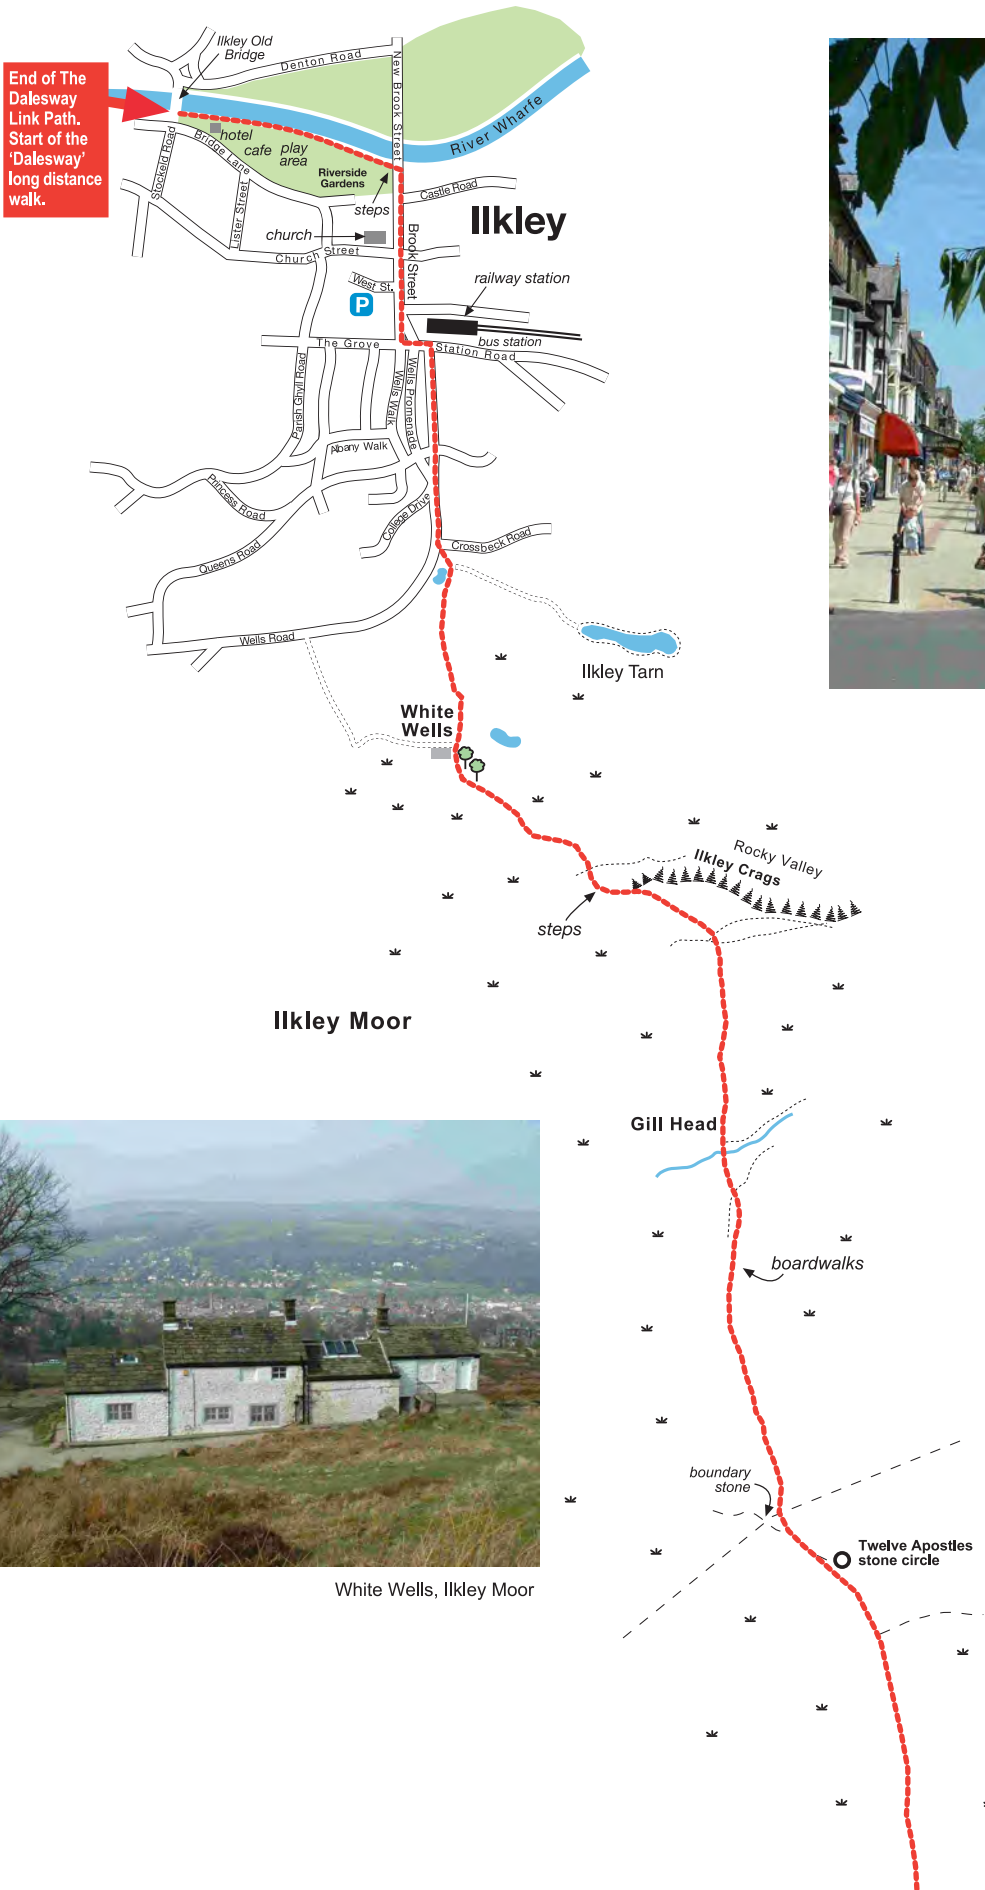 End of The
Dalesway
Link Path.
Start of the
‘Dalesway’
long distance
walk.
Ilkley Old
Bridge
Denton Road
New Brook Street
River Wharfe
hotel
cafe
play
area
Bridge Lane
Stockeld Road
Lister Street
Riverside
Gardens
steps
Castle Road
Ilkley
church
Church Street
Brook Street
West St.
P
railway station
bus station
The Grove
Station Road
Parish Ghyll Road
Wells Walk
Wells Promenade
Albany Walk
Princess Road
College Drive
Queens Road
Crossbeck Road
Wells Road
Ilkley Tarn
White
Wells
Rocky Valley
Ilkley Crags
steps
Ilkley Moor
Gill Head
boardwalks
boundary
stone
Twelve Apostles
stone circle
White Wells, Ilkley Moor